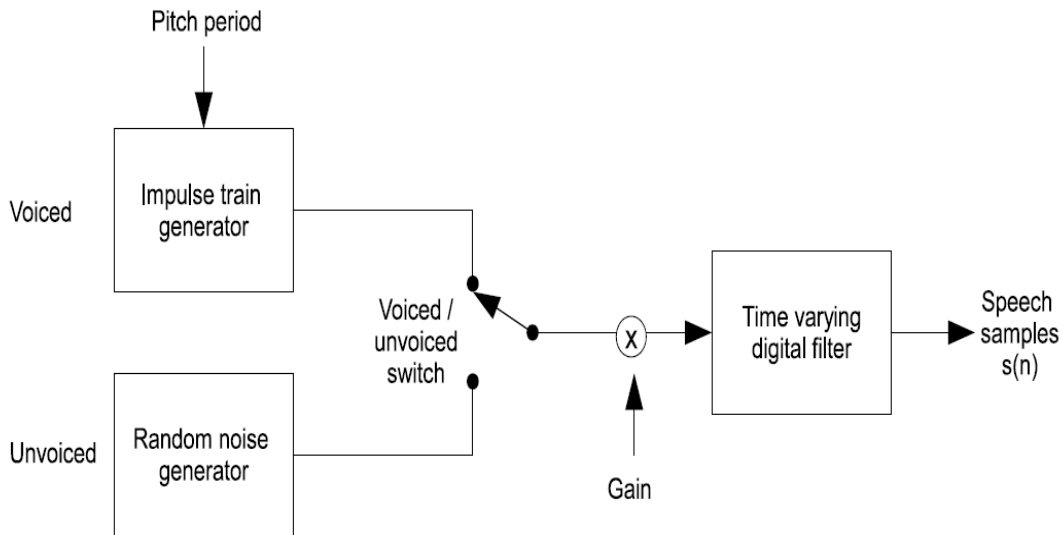 Pitch period
Voiced
Impulse train
generator
Voiced /
unvoiced
switch
X
Time varying
digital filter
Speech
samples
s(n)
Unvoiced
Random noise
generator
Gain